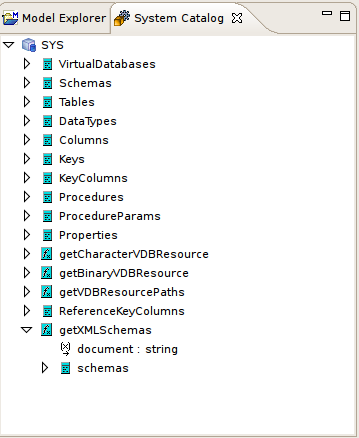 Model Explorer System Catalog
SYS
VirtualDatabases
Schemas
Tables
DataTypes
Columns
Keys
KeyColumns
Procedures
ProcedureParams
Properties
getCharacterVDBResource
getBinaryVDBResource
getVDBResourcePaths
ReferenceKeyColumns
getXMLSchemas
document : string
schemas